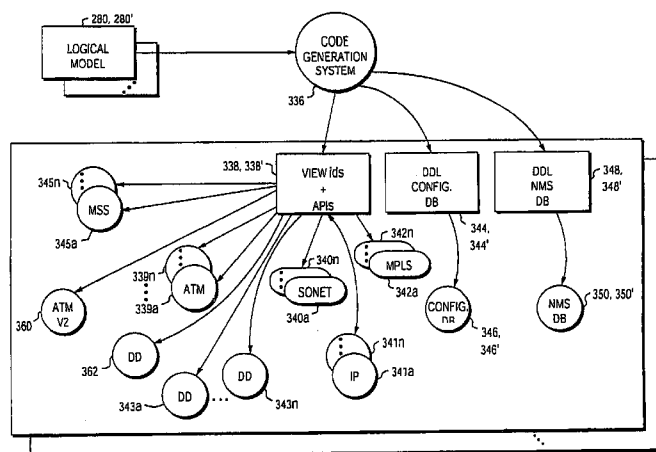 280, 280'
LOGICAL
MODEL
CODE
GENERATION
SYSTEM
336
338, 338'
VIEW ids
+
APIs
DDL
CONFIG.
DB
344,
344'
DDL
NMS
DB
348,
348'
345n
MSS
345a
339n
ATM
339a
340n
SONET
340a
342n
MPLS
342a
ATM
V2
360
DD
362
DD
343a
DD
343n
341n
IP
341a
CONFIG.
DB
346,
346'
NMS
DB
350, 350'